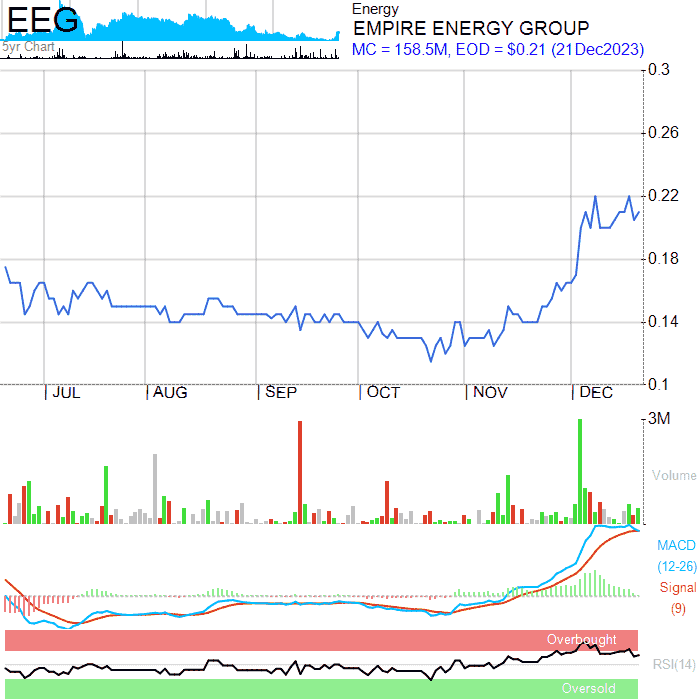 EEG
5yr Chart
Energy
EMPIRE ENERGY GROUP
MC = 158.5M, EOD = $0.21 (21Dec2023)
0.3
0.26
0.22
0.18
0.14
0.1
JUL AUG SEP OCT NOV DEC
3M
Volume
MACD
(12-26)
Signal
(9)
Overbought
RSI(14)
Oversold